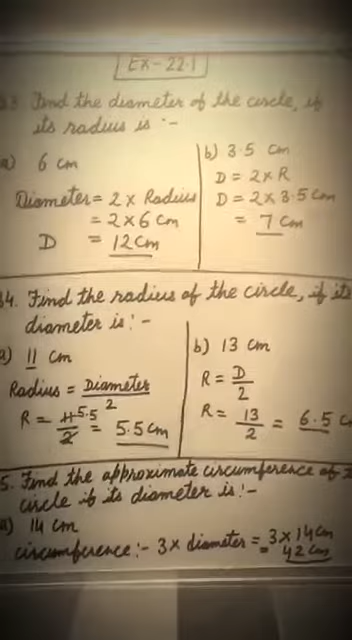 EX-22.1
Q3 Find the diameter of the circle, if
its radius is :-
a) 6 cm
Diameter = 2 x Radius
= 2 x 6 cm
D = 12 cm
b) 3.5 cm
D = 2 x R
D = 2 x 3.5 cm
= 7 cm
Q4. Find the radius of the circle, if its
diameter is :-
a) 11 cm
Radius = Diameter / 2
R = 11 5.5 / 2 = 5.5 cm
b) 13 cm
R = D / 2
R = 13 / 2 = 6.5 c
5. Find the approximate circumference of
circle if its diameter is :-
a) 14 cm
circumference :- 3 x diameter = 3 x 14 cm
= 42 cm